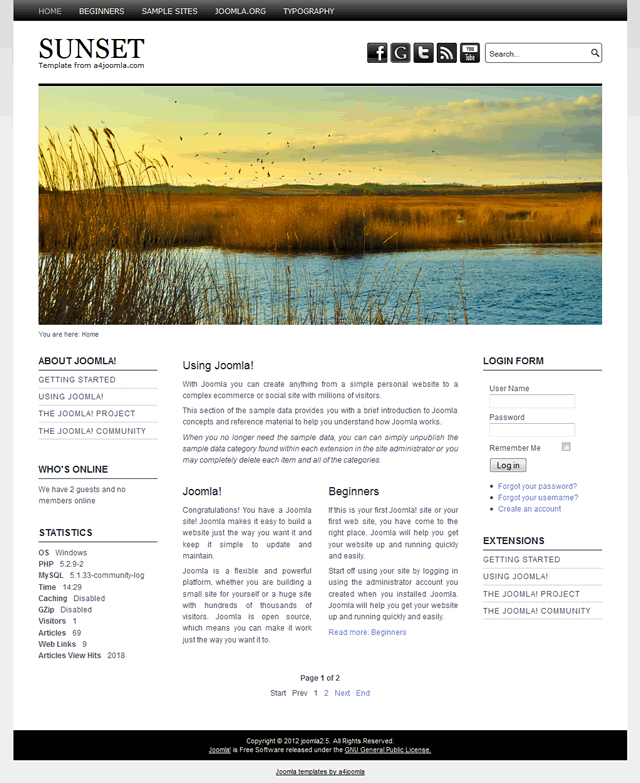 HOME BEGINNERS SAMPLE SITES JOOMLA.ORG TYPOGRAPHY
SUNSET
Template from a4joomla.com
f G t You Tube
Search...
You are here: Home
ABOUT JOOMLA!
GETTING STARTED
USING JOOMLA!
THE JOOMLA! PROJECT
THE JOOMLA! COMMUNITY
WHO'S ONLINE
We have 2 guests and no
members online
STATISTICS
OS Windows
PHP 5.2.9-2
MySQL 5.1.33-community-log
Time 14:29
Caching Disabled
GZip Disabled
Visitors 1
Articles 69
Web Links 9
Articles View Hits 2018
Using Joomla!
With Joomla you can create anything from a simple personal website to a
complex ecommerce or social site with millions of visitors.
This section of the sample data provides you with a brief introduction to Joomla
concepts and reference material to help you understand how Joomla works.
When you no longer need the sample data, you can can simply unpublish the
sample data category found within each extension in the site administrator or you
may completely delete each item and all of the categories.
Joomla!
Congratulations! You have a Joomla
site! Joomla makes it easy to build a
website just the way you want it and
keep it simple to update and
maintain.
Joomla is a flexible and powerful
platform, whether you are building a
small site for yourself or a huge site
with hundreds of thousands of
visitors. Joomla is open source,
which means you can make it work
just the way you want it to.
Beginners
If this is your first Joomla! site or your
first web site, you have come to the
right place. Joomla will help you get
your website up and running quickly
and easily.
Start off using your site by logging in
using the administrator account you
created when you installed Joomla.
Joomla will help you get your website
up and running quickly and easily.
Read more: Beginners
Page 1 of 2
Start Prev 1 2 Next End
LOGIN FORM
User Name
Password
Remember Me
Log in
Forgot your password?
Forgot your username?
Create an account
EXTENSIONS
GETTING STARTED
USING JOOMLA!
THE JOOMLA! PROJECT
THE JOOMLA! COMMUNITY
Copyright © 2012 joomla2.5. All Rights Reserved.
Joomla! is Free Software released under the GNU General Public License.
Joomla templates by a4joomla